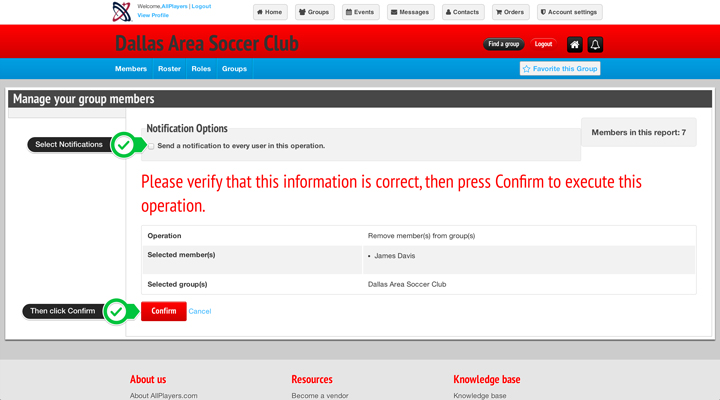 Welcome,AllPlayers | Logout
View Profile
Home
Groups
Events
Messages
Contacts
Orders
Account settings
Dallas Area Soccer Club
Find a group
Logout
Members
Roster
Roles
Groups
Favorite this Group
Manage your group members
Notification Options
Members in this report: 7
Select Notifications
Send a notification to every user in this operation.
Please verify that this information is correct, then press Confirm to execute this
operation.
Operation
Remove member(s) from group(s)
Selected member(s)
• James Davis
Selected group(s)
Dallas Area Soccer Club
Then click Confirm
Confirm
Cancel
About us
Resources
Knowledge base
About AllPlayers.com
Become a vendor
Knowledge base